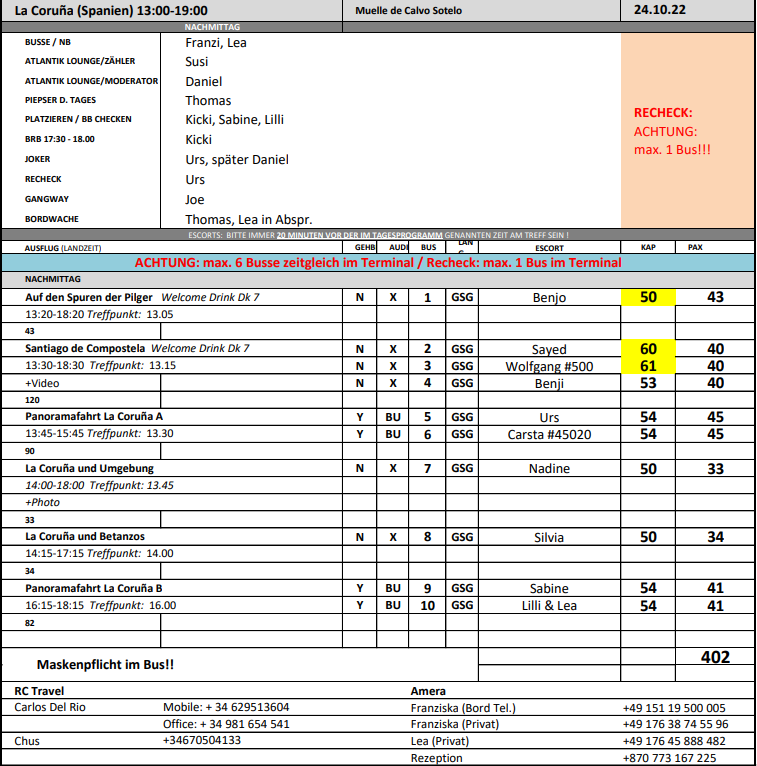 La Coruña (Spanien) 13:00-19:00 Muelle de Calvo Sotelo 24.10.22
NACHMITTAG
BUSSE / NB Franzi, Lea
ATLANTIK LOUNGE/ZÄHLER Susi
ATLANTIK LOUNGE/MODERATOR Daniel
PIEPSER D. TAGES Thomas
PLATZIEREN / BB CHECKEN Kicki, Sabine, Lilli
BRB 17:30 - 18.00 Kicki
JOKER Urs, später Daniel
RECHECK Urs
GANGWAY Joe
BORDWACHE Thomas, Lea in Abspr.
RECHECK:
ACHTUNG:
max. 1 Bus!!!
ESCORTS: BITTE IMMER 20 MINUTEN VOR DER IM TAGESPROGRAMM GENANNTEN ZEIT AM TREFF SEIN !
AUSFLUG (LANDZEIT) GEHB AUDI BUS LAN ESCORT KAP PAX
ACHTUNG: max. 6 Busse zeitgleich im Terminal / Recheck: max. 1 Bus im Terminal
NACHMITTAG
Auf den Spuren der Pilger Welcome Drink Dk 7 N X 1 GSG Benjo 50 43
13:20-18:20 Treffpunkt: 13.05
43
Santiago de Compostela Welcome Drink Dk 7 N X 2 GSG Sayed 60 40
13:30-18:30 Treffpunkt: 13.15 N X 3 GSG Wolfgang #500 61 40
+Video N X 4 GSG Benji 53 40
120
Panoramafahrt La Coruña A Y BU 5 GSG Urs 54 45
13:45-15:45 Treffpunkt: 13.30 Y BU 6 GSG Carsta #45020 54 45
90
La Coruña und Umgebung N X 7 GSG Nadine 50 33
14:00-18:00 Treffpunkt: 13.45
+Photo
33
La Coruña und Betanzos N X 8 GSG Silvia 50 34
14:15-17:15 Treffpunkt: 14.00
34
Panoramafahrt La Coruña B Y BU 9 GSG Sabine 54 41
16:15-18:15 Treffpunkt: 16.00 Y BU 10 GSG Lilli & Lea 54 41
82
Maskenpflicht im Bus!! 402
RC Travel Amera
Carlos Del Rio Mobile: + 34 629513604 Franziska (Bord Tel.) +49 151 19 500 005
Office: + 34 981 654 541 Franziska (Privat) +49 176 38 74 55 96
Chus +34670504133 Lea (Privat) +49 176 45 888 482
Rezeption +870 773 167 225